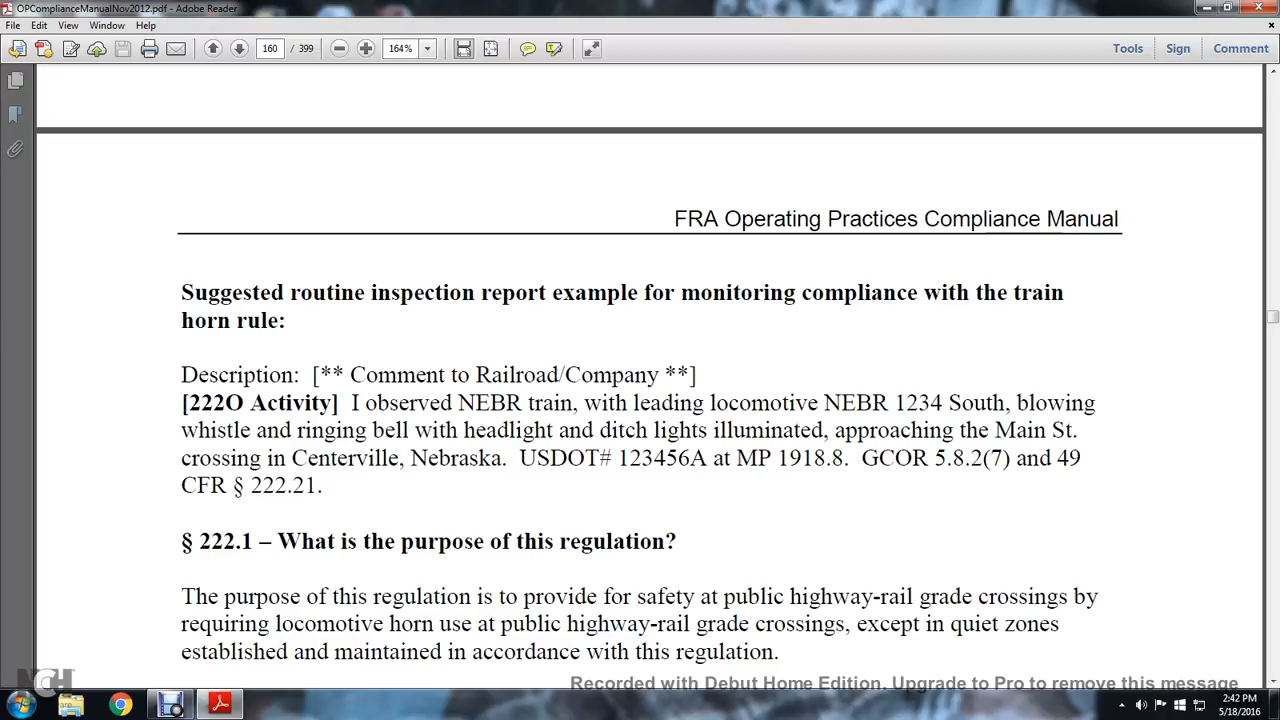 OPComplianceManualNov2012.pdf - Adobe Reader
File Edit View Window Help
160 / 399 164% Tools Sign Comment
FRA Operating Practices Compliance Manual
Suggested routine inspection report example for monitoring compliance with the train
horn rule:
Description: [** Comment to Railroad/Company **]
[222O Activity] I observed NEBR train, with leading locomotive NEBR 1234 South, blowing
whistle and ringing bell with headlight and ditch lights illuminated, approaching the Main St.
crossing in Centerville, Nebraska. USDOT# 123456A at MP 1918.8. GCOR 5.8.2(7) and 49
CFR § 222.21.
§ 222.1 – What is the purpose of this regulation?
The purpose of this regulation is to provide for safety at public highway-rail grade crossings by
requiring locomotive horn use at public highway-rail grade crossings, except in quiet zones
established and maintained in accordance with this regulation.
NCH
Recorded with Debut Home Edition. Upgrade to Pro to remove this message
2:42 PM
5/18/2016